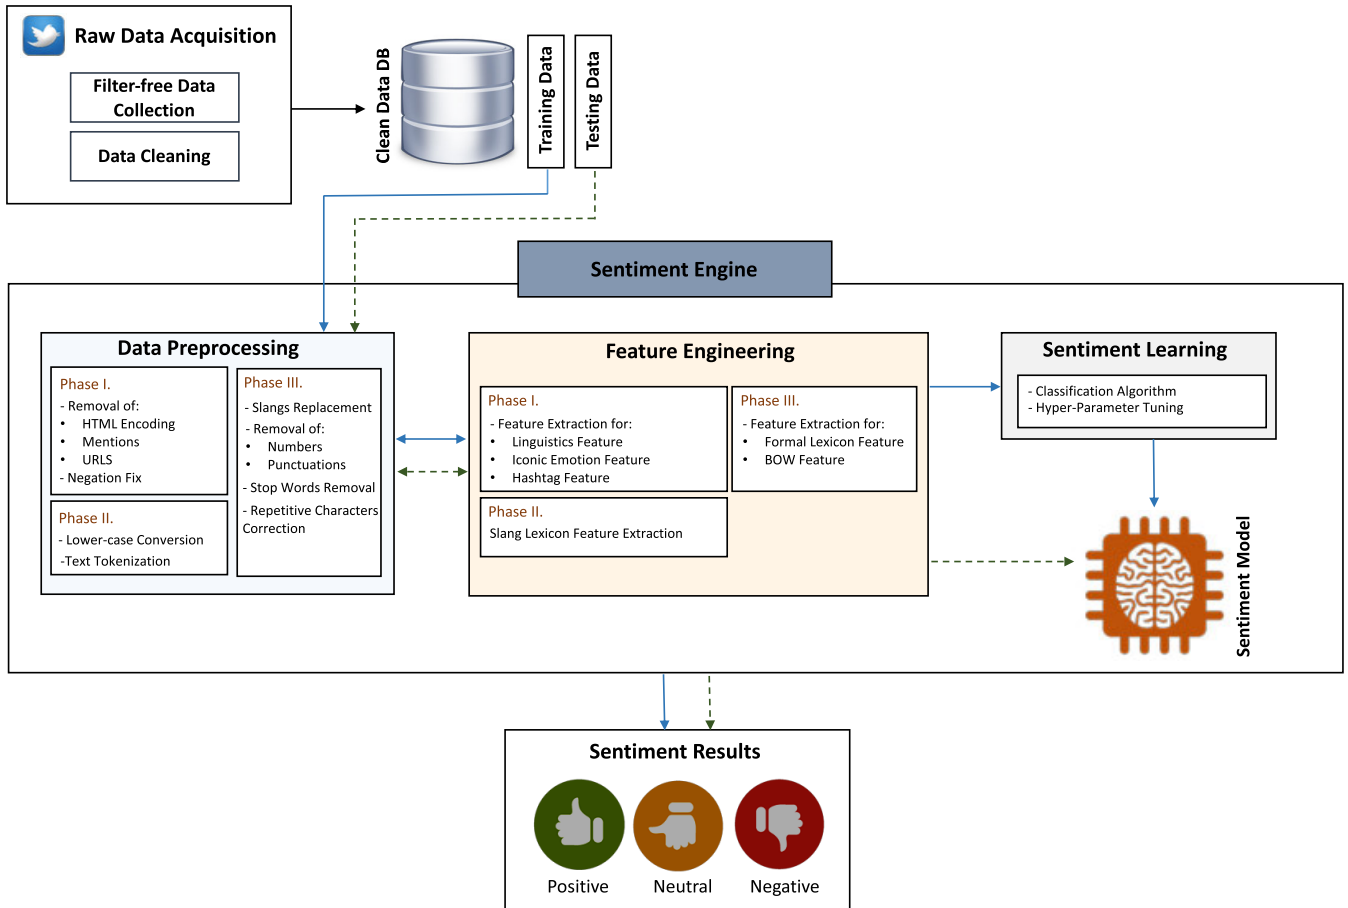 Raw Data Acquisition
Filter-free Data
Collection
Data Cleaning
Clean Data DB
Training Data
Testing Data
Sentiment Engine
Data Preprocessing
Phase I.
- Removal of:
• HTML Encoding
• Mentions
• URLS
- Negation Fix
Phase II.
- Lower-case Conversion
-Text Tokenization
Phase III.
- Slangs Replacement
- Removal of:
• Numbers
• Punctuations
- Stop Words Removal
- Repetitive Characters
Correction
Feature Engineering
Phase I.
- Feature Extraction for:
• Linguistics Feature
• Iconic Emotion Feature
• Hashtag Feature
Phase II.
Slang Lexicon Feature Extraction
Phase III.
- Feature Extraction for:
• Formal Lexicon Feature
• BOW Feature
Sentiment Learning
- Classification Algorithm
- Hyper-Parameter Tuning
Sentiment Model
Sentiment Results
Positive
Neutral
Negative